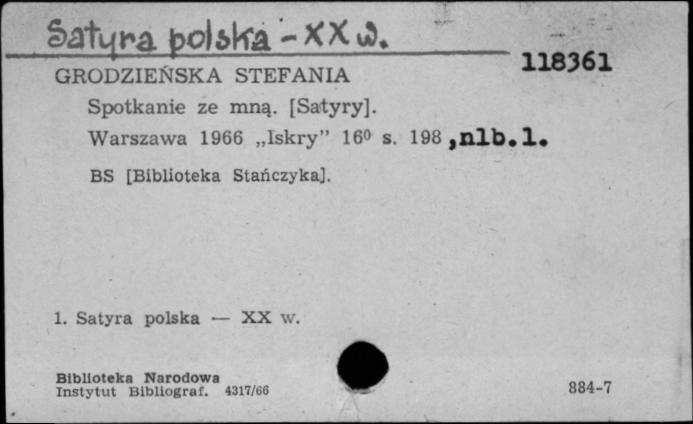 Satyra polska - XX w.
118361
GRODZIEŃSKA STEFANIA
Spotkanie ze mną. [Satyry].
Warszawa 1966 „Iskry” 16⁰ s. 198 ,nlb.1.
BS [Biblioteka Stańczyka].
1. Satyra polska — XX w.
Biblioteka Narodowa
Instytut Bibliograf. 4317/66
884-7